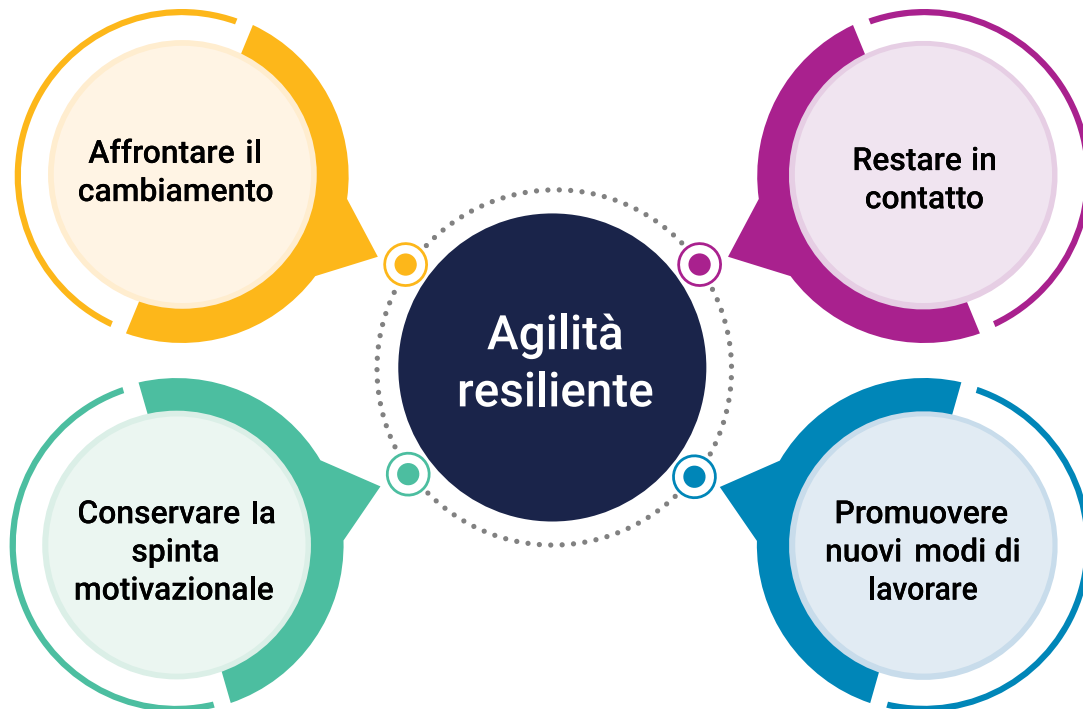 Affrontare il
cambiamento
Restare in
contatto
Agilità
resiliente
Conservare la
spinta
motivazionale
Promuovere
nuovi modi di
lavorare